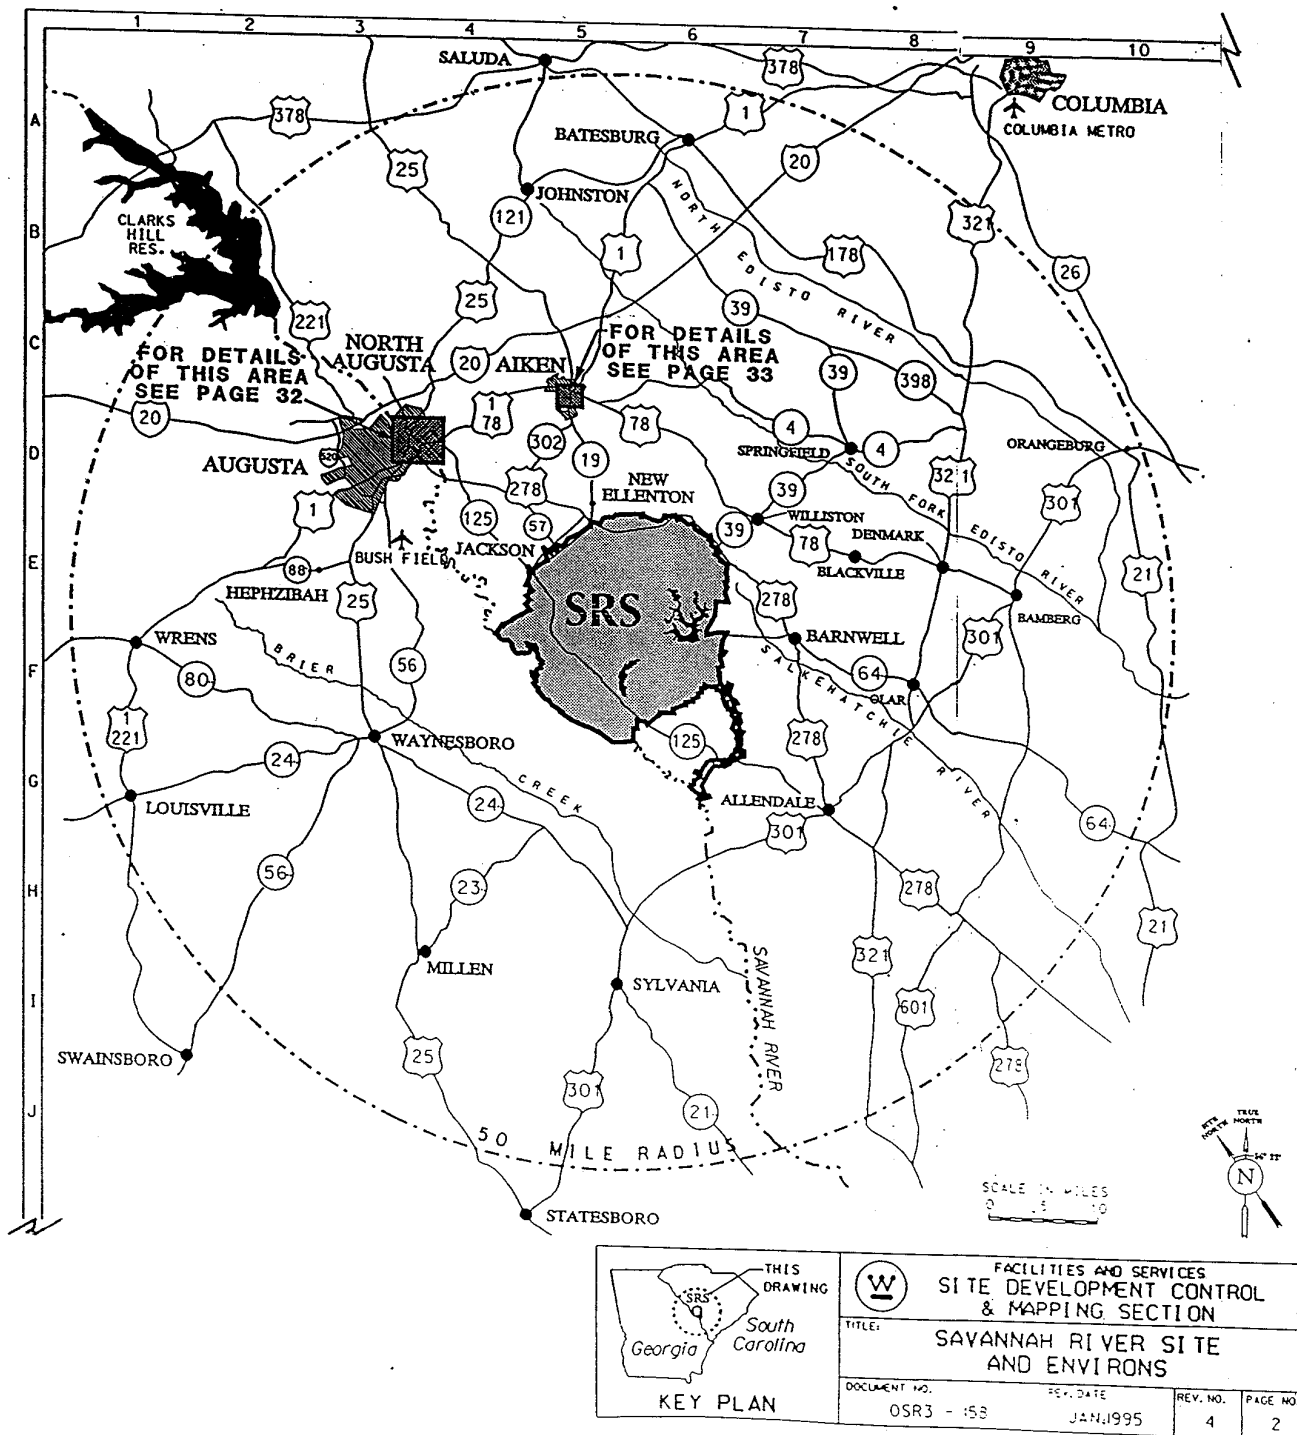 1 2 3 4 5 6 7 8 9 10
A
B
C
D
E
F
G
H
I
J
SALUDA
378
378
1
COLUMBIA
COLUMBIA METRO
BATESBURG
25
20
JOHNSTON
121
NORTH EDISTO RIVER
321
CLARKS
HILL
RES.
1
178
26
25
39
221
NORTH
AUGUSTA
FOR DETAILS
OF THIS AREA
SEE PAGE 32
AIKEN
FOR DETAILS
OF THIS AREA
SEE PAGE 33
20
39
398
20
1
78
78
4
4
302
19
SPRINGFIELD
ORANGEBURG
AUGUSTA
520
278
NEW
ELLENTON
SOUTH FORK EDISTO RIVER
321
39
301
1
125
57
39
WILLISTON
78
DENMARK
JACKSON
BUSH FIELD
88
BLACKVILLE
21
HEPHZIBAH
25
SRS
278
BARNWELL
301
BAMBERG
WRENS
BRIER CREEK
56
SALKEHATCHIE RIVER
64
OLAR
80
1
221
WAYNESBORO
125
278
24
LOUISVILLE
24
ALLENDALE
301
64
56
23
278
21
MILLEN
SAVANNAH RIVER
321
SYLVANIA
601
SWAINSBORO
25
301
278
21
50 MILE RADIUS
STATESBORO
SCALE IN MILES
0 5 10
TRUE
NORTH
NORTH
N
THIS
DRAWING
SRS
Georgia
South
Carolina
KEY PLAN
W
FACILITIES AND SERVICES
SITE DEVELOPMENT CONTROL
& MAPPING SECTION
TITLE:
SAVANNAH RIVER SITE
AND ENVIRONS
DOCUMENT NO.
REV. DATE
REV. NO.
PAGE NO.
OSR3 - 158
JAN,1995
4
2